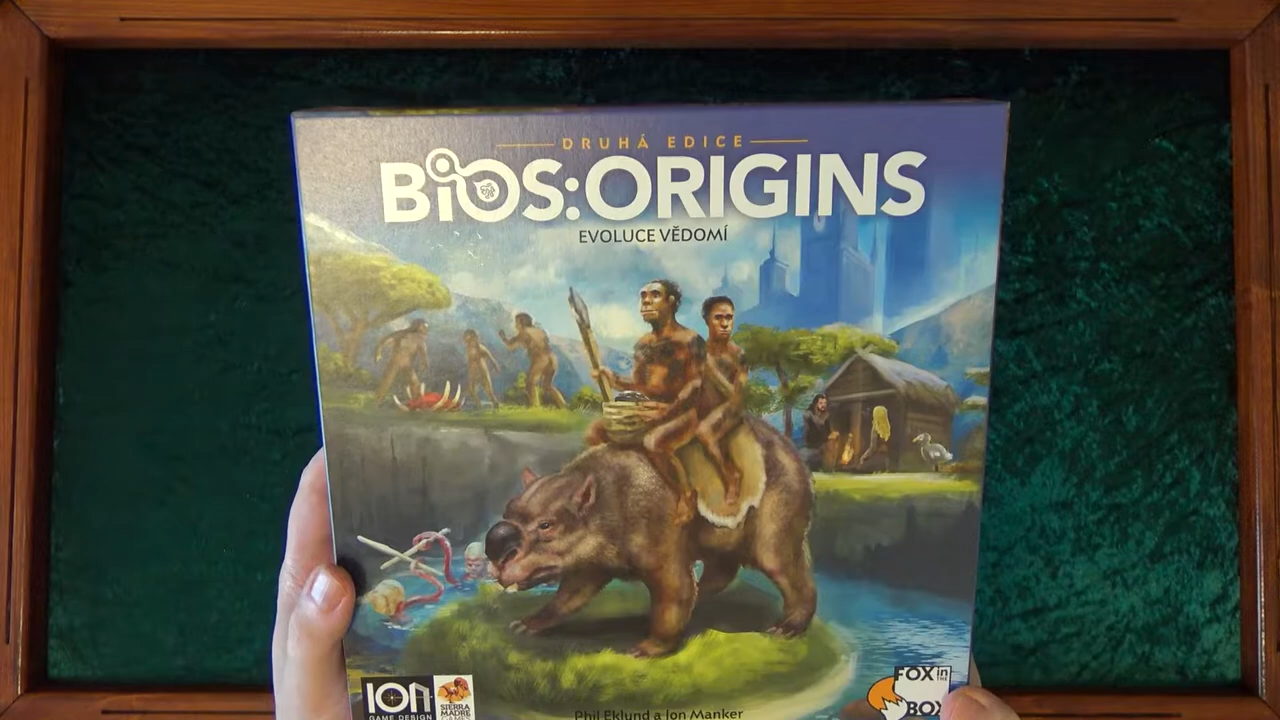 DRUHÁ EDICE
BIOS:ORIGINS
EVOLUCE VĚDOMÍ
ION
GAME DESIGN
SIERRA
MADRE
GAMES
Phil Eklund a Jon Manker
FOX in
THE
BOX